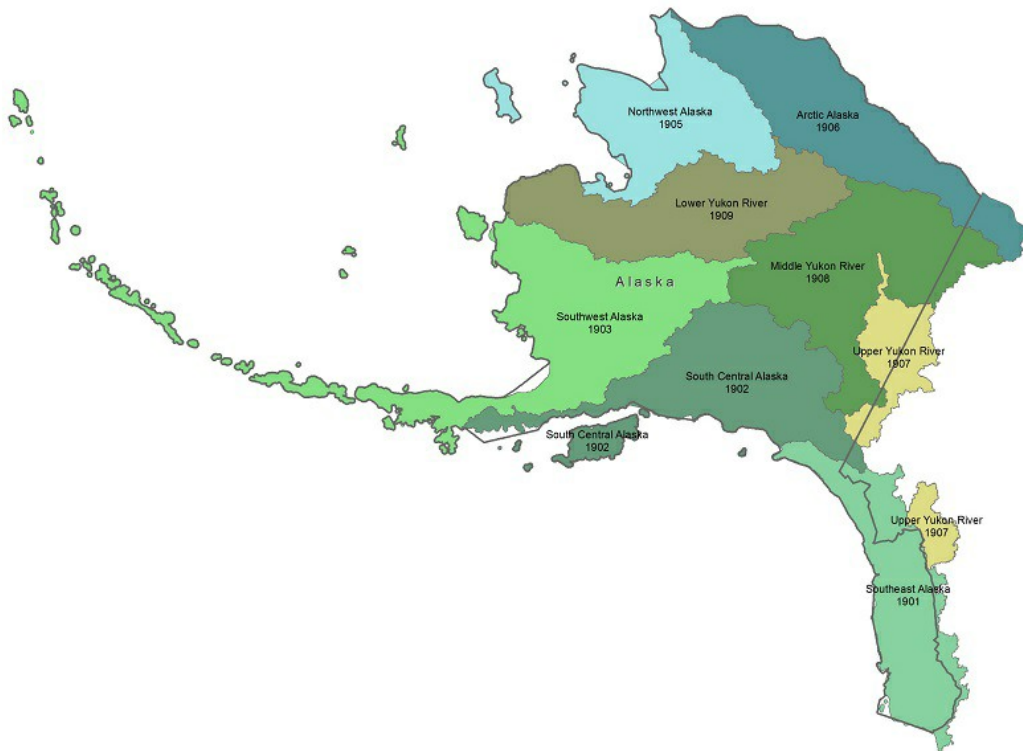 Northwest Alaska
1905
Arctic Alaska
1906
Lower Yukon River
1909
Middle Yukon River
1908
Alaska
Southwest Alaska
1903
Upper Yukon River
1907
South Central Alaska
1902
South Central Alaska
1902
Upper Yukon River
1907
Southeast Alaska
1901